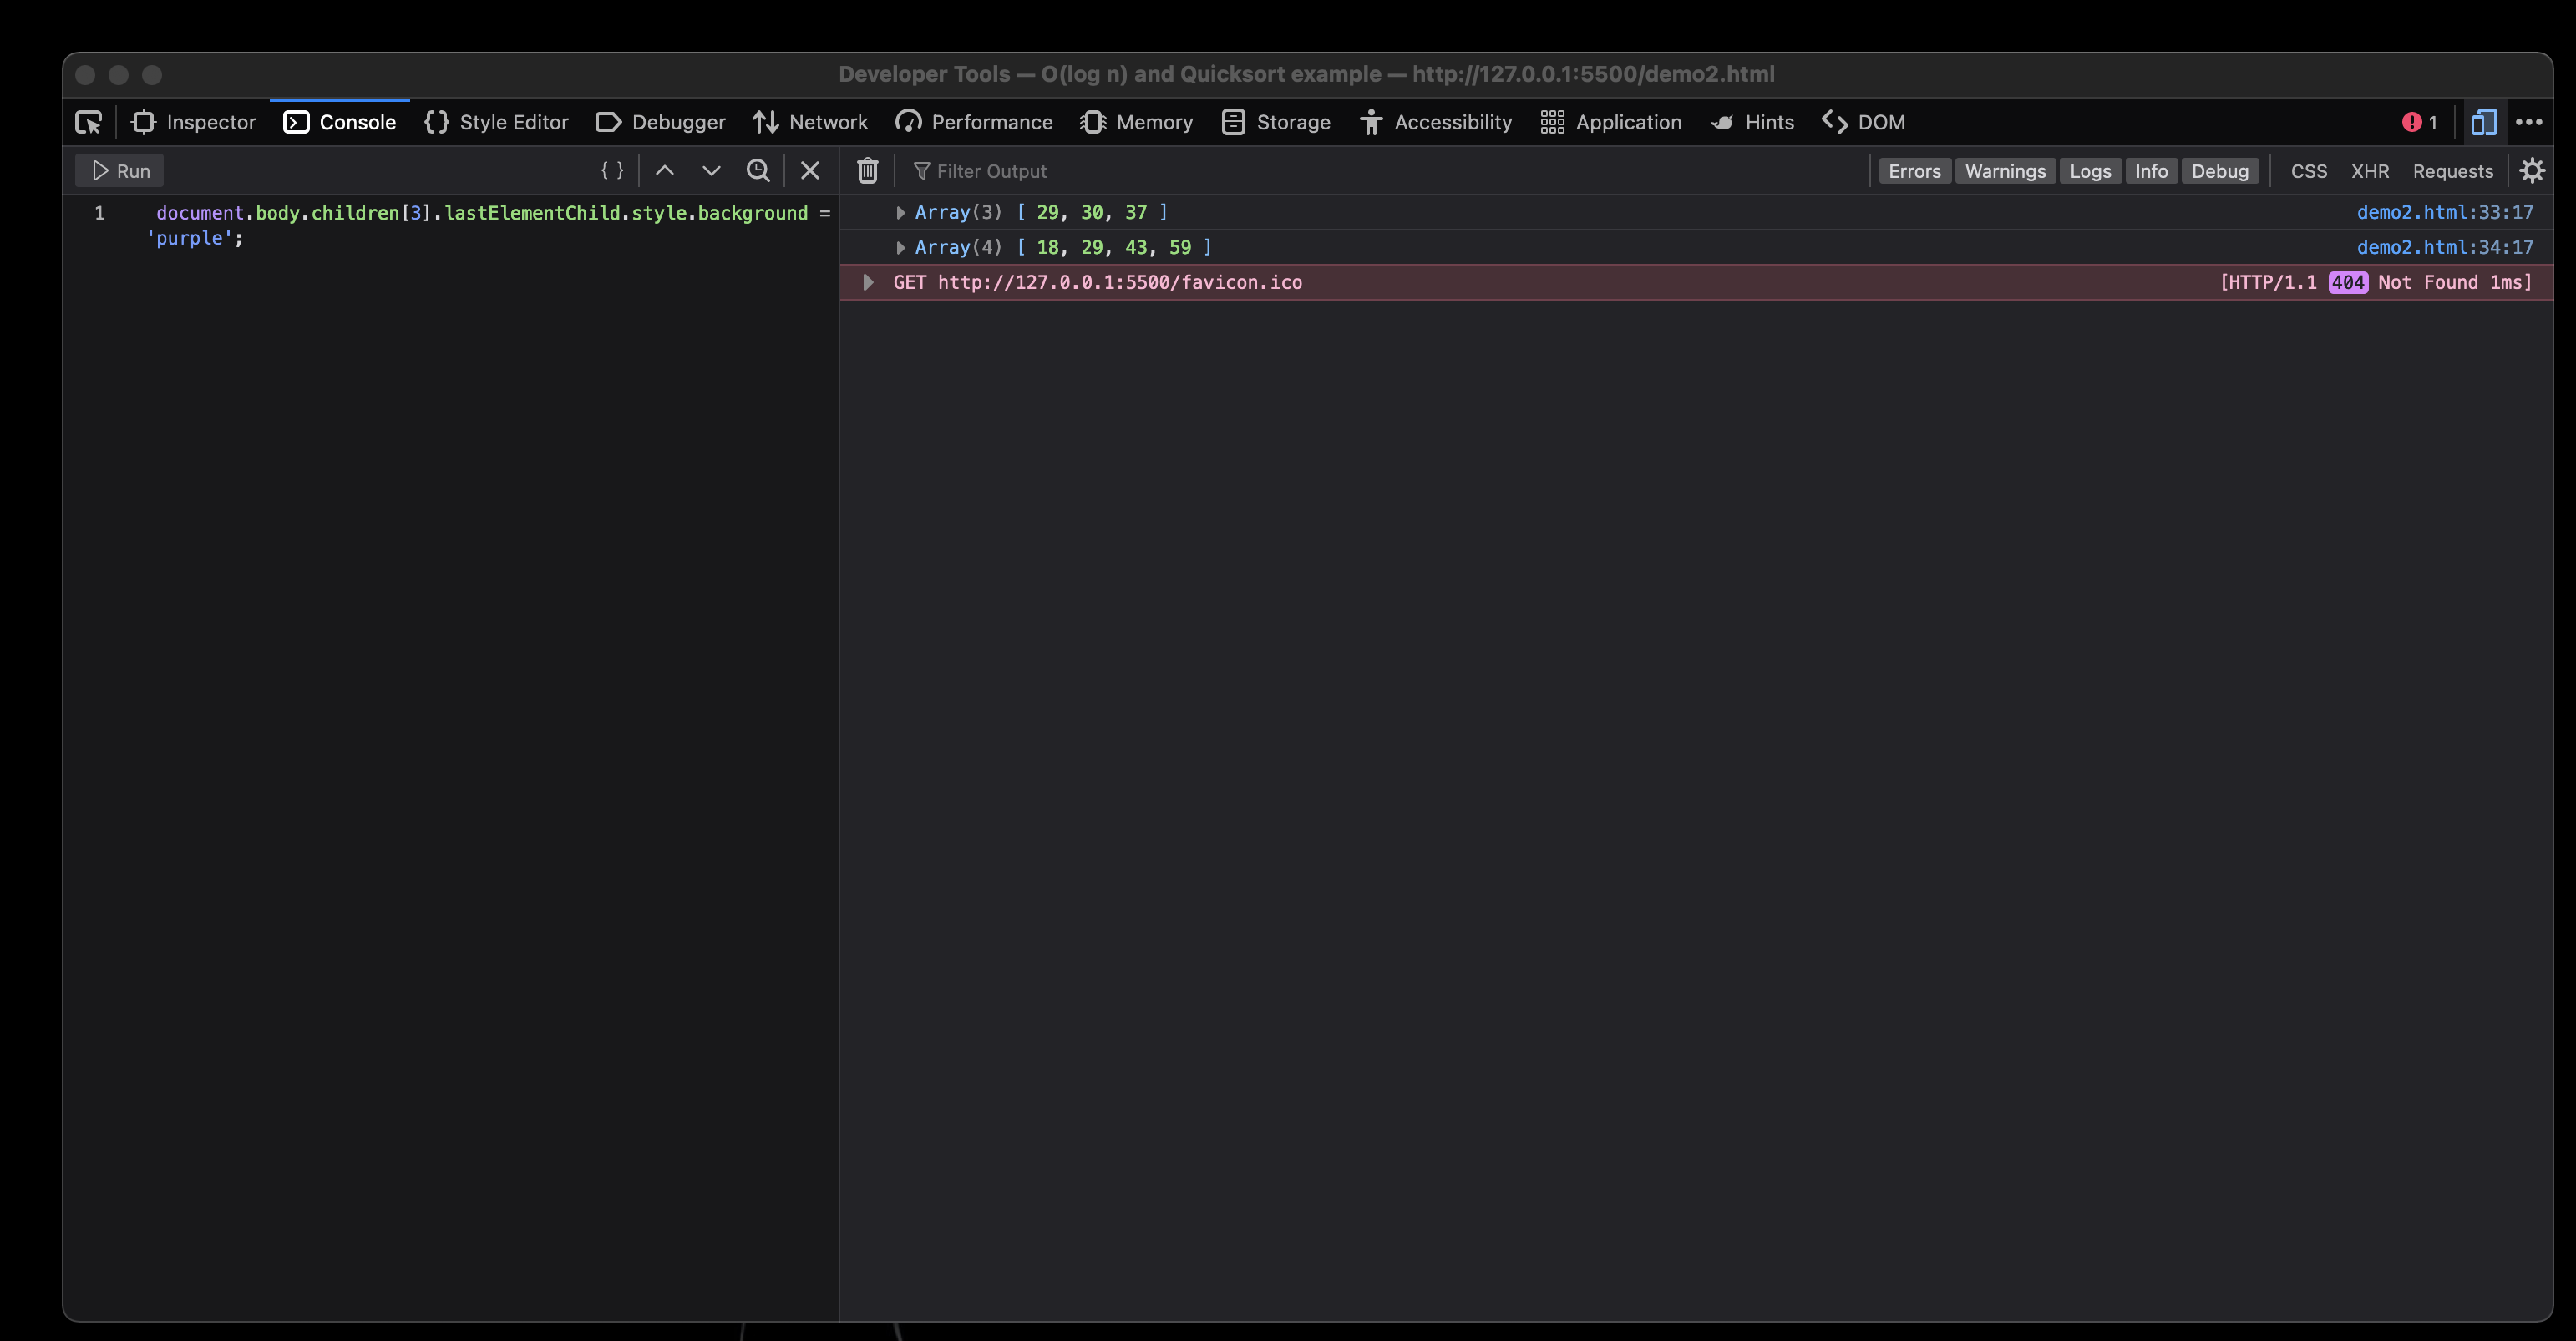 Developer Tools — O(log n) and Quicksort example — http://127.0.0.1:5500/demo2.html
Inspector Console Style Editor Debugger Network Performance Memory Storage Accessibility Application Hints DOM 1
Run { } Filter Output Errors Warnings Logs Info Debug CSS XHR Requests
1 document.body.children[3].lastElementChild.style.background =
'purple';
Array(3) [ 29, 30, 37 ] demo2.html:33:17
Array(4) [ 18, 29, 43, 59 ] demo2.html:34:17
GET http://127.0.0.1:5500/favicon.ico [HTTP/1.1 404 Not Found 1ms]